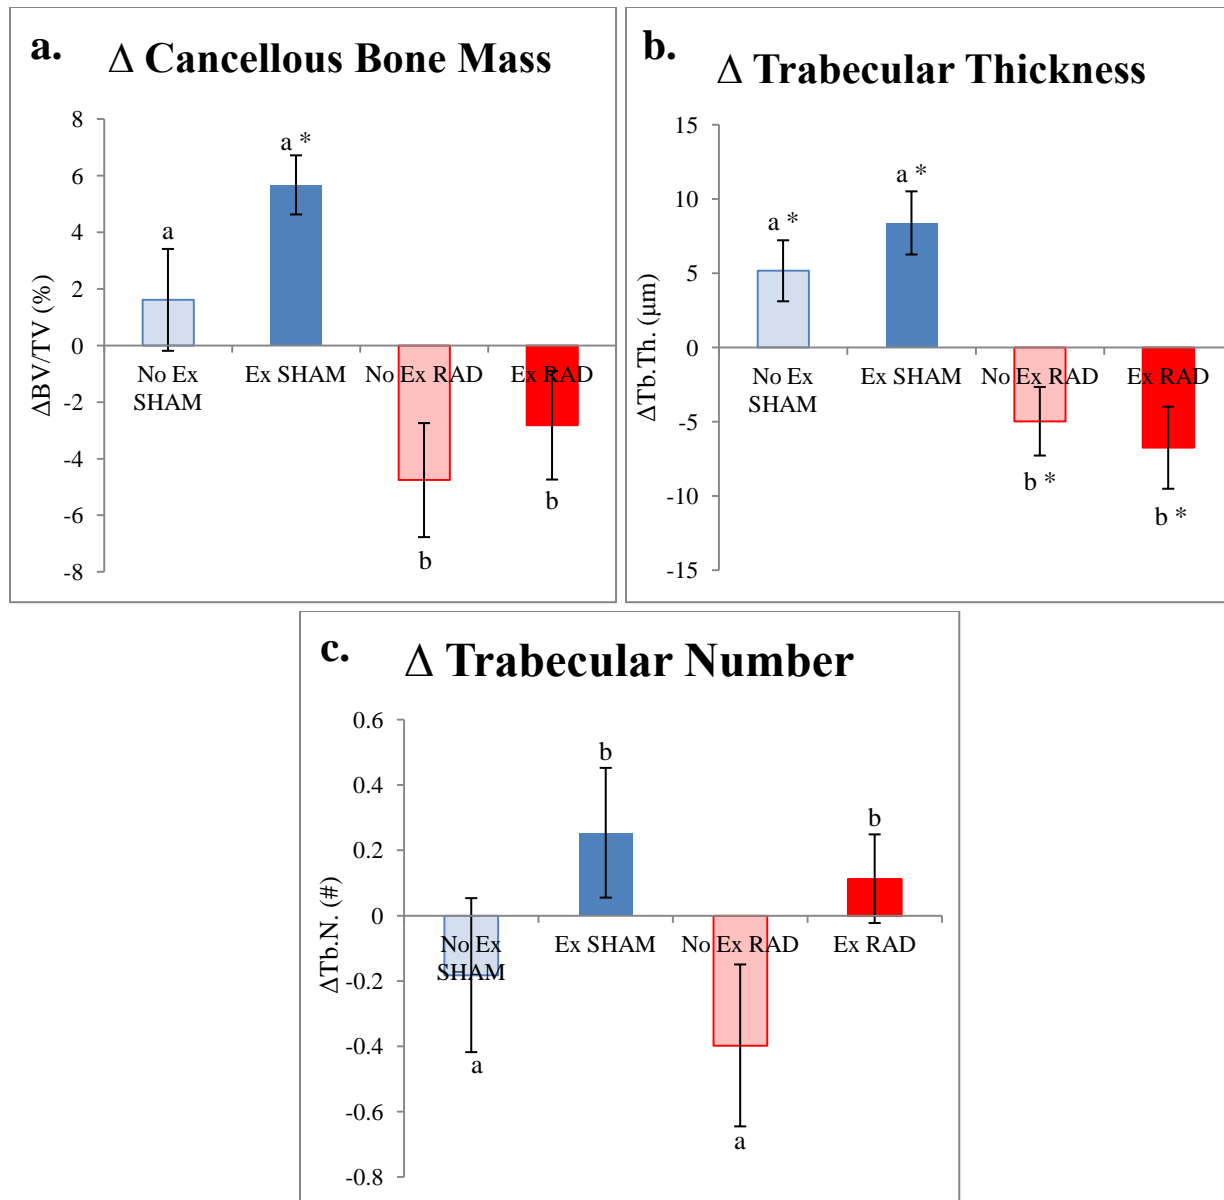 a. Δ Cancellous Bone Mass
8
6
4
2
0
-2
-4
-6
-8
ΔBV/TV (%)
a
a *
b
b
No Ex SHAM
Ex SHAM
No Ex RAD
Ex RAD
b. Δ Trabecular Thickness
15
10
5
0
-5
-10
-15
ΔTb.Th. (µm)
a *
a *
b *
b *
No Ex SHAM
Ex SHAM
No Ex RAD
Ex RAD
c. Δ Trabecular Number
0.6
0.4
0.2
0
-0.2
-0.4
-0.6
-0.8
ΔTb.N. (#)
a
b
a
b
No Ex SHAM
Ex SHAM
No Ex RAD
Ex RAD